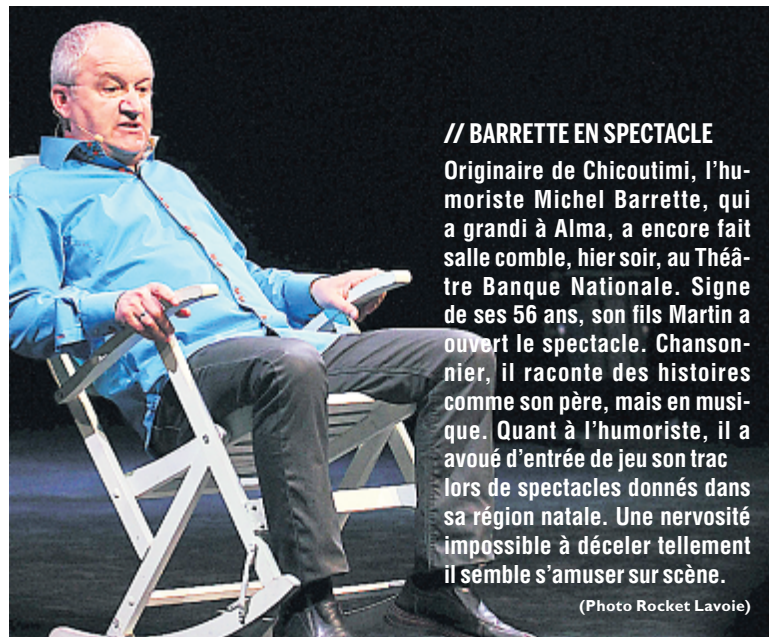 // BARRETTE EN SPECTACLE
Originaire de Chicoutimi, l'hu-
moriste Michel Barrette, qui
a grandi à Alma, a encore fait
salle comble, hier soir, au Théâ-
tre Banque Nationale. Signe
de ses 56 ans, son fils Martin a
ouvert le spectacle. Chanson-
nier, il raconte des histoires
comme son père, mais en musi-
que. Quant à l'humoriste, il a
avoué d'entrée de jeu son trac
lors de spectacles donnés dans
sa région natale. Une nervosité
impossible à déceler tellement
il semble s'amuser sur scène.
(Photo Rocket Lavoie)